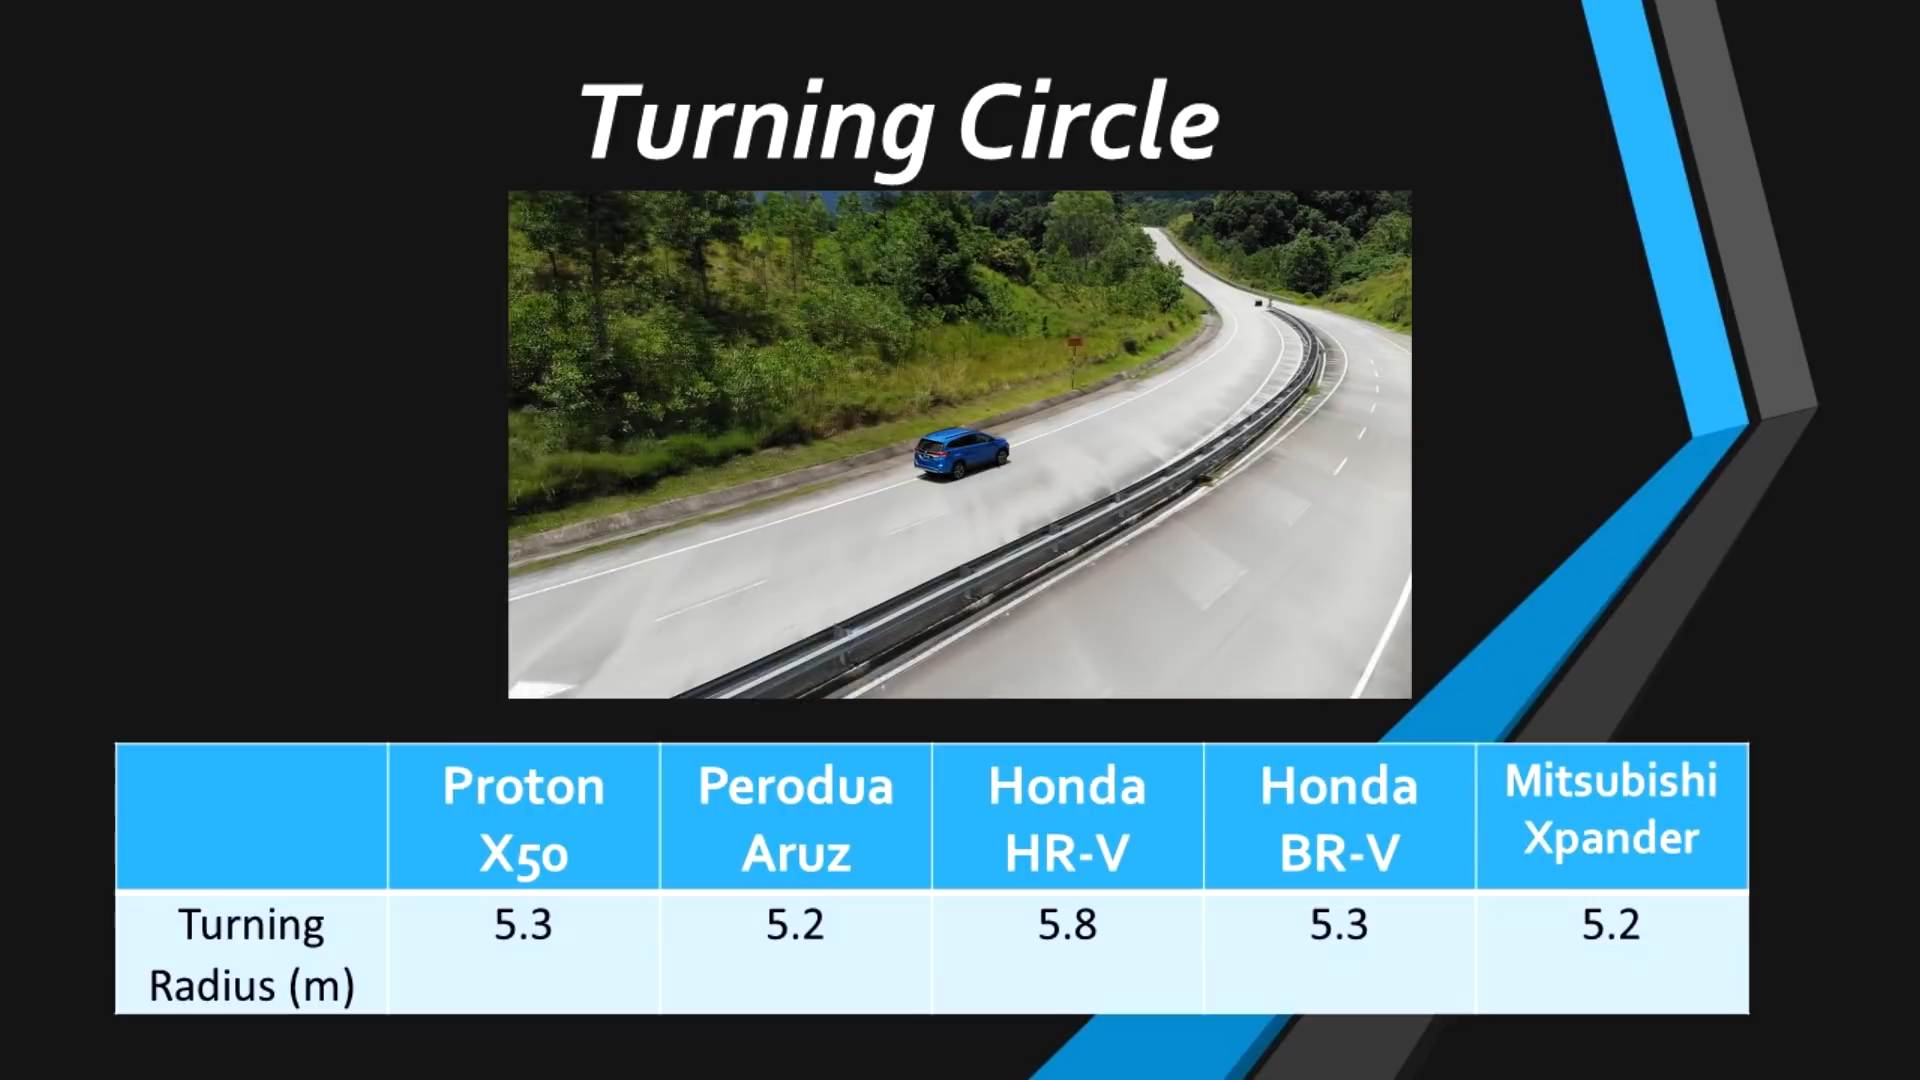 Turning Circle
Proton X50
Perodua Aruz
Honda HR-V
Honda BR-V
Mitsubishi Xpander
Turning Radius (m)
5.3
5.2
5.8
5.3
5.2